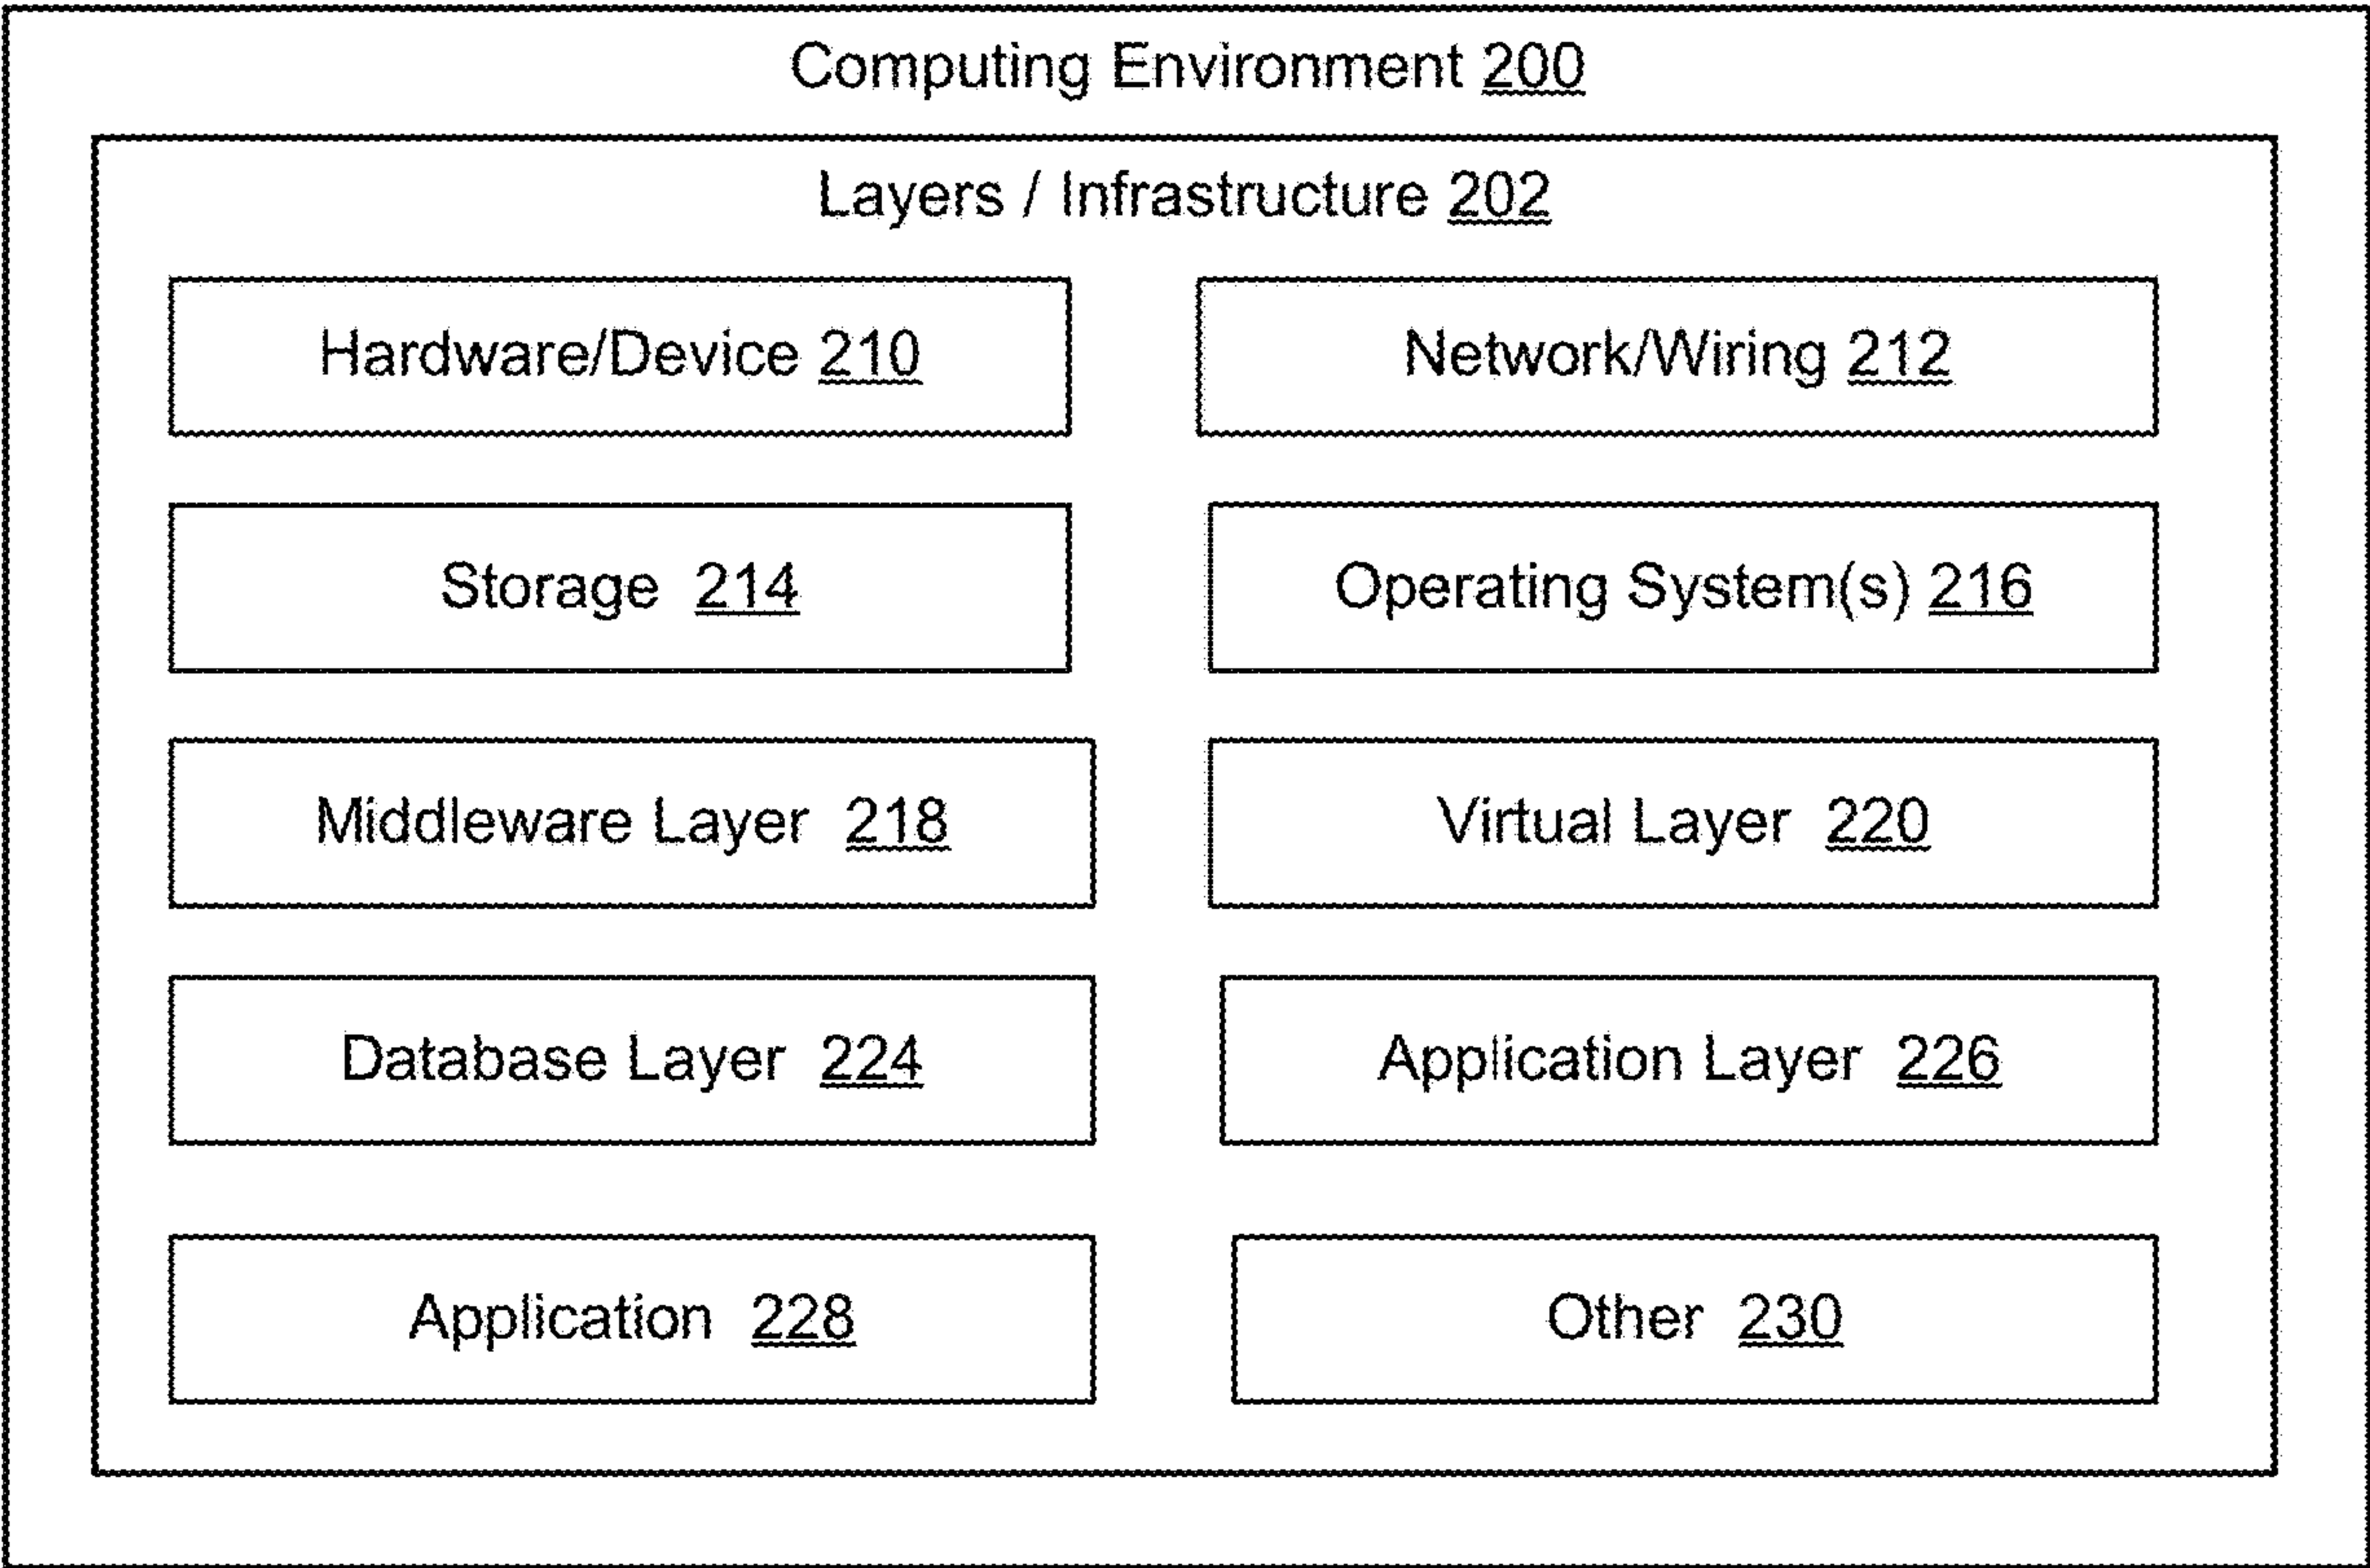 Computing Environment 200
Layers / Infrastructure 202
Hardware/Device 210
Network/Wiring 212
Storage 214
Operating System(s) 216
Middleware Layer 218
Virtual Layer 220
Database Layer 224
Application Layer 226
Application 228
Other 230